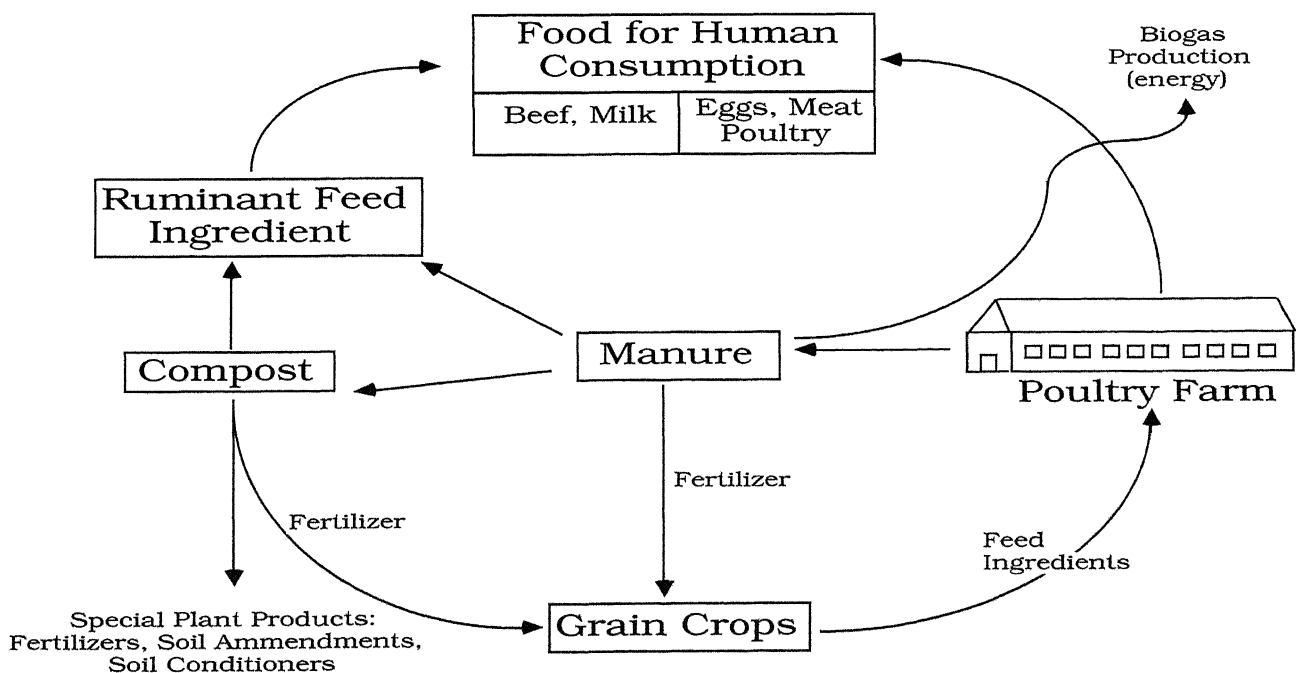 Food for Human
Consumption
Beef, Milk
Eggs, Meat
Poultry
Biogas
Production
(energy)
Ruminant Feed
Ingredient
Compost
Manure
Poultry Farm
Fertilizer
Fertilizer
Feed
Ingredients
Grain Crops
Special Plant Products:
Fertilizers, Soil Ammendments,
Soil Conditioners